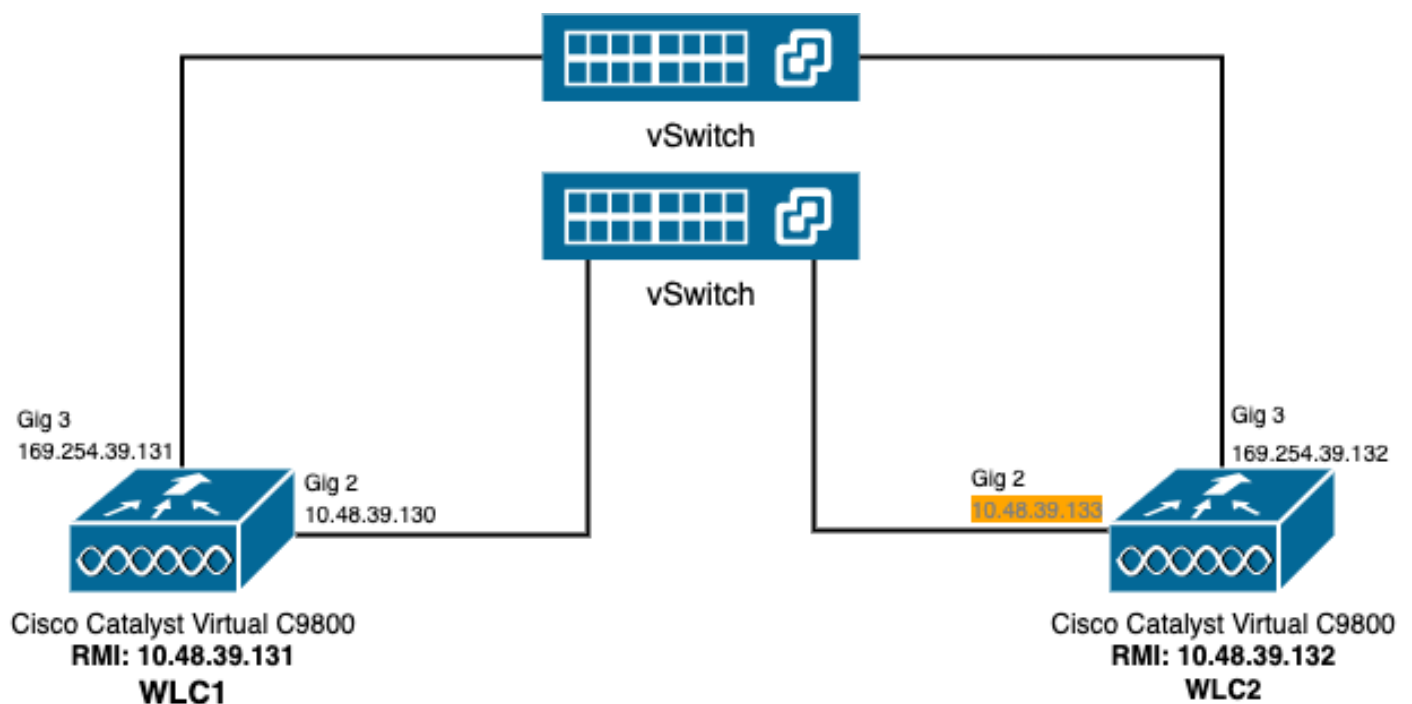 vSwitch
vSwitch
Gig 3
169.254.39.131
Gig 2
10.48.39.130
Gig 2
10.48.39.133
Gig 3
169.254.39.132
Cisco Catalyst Virtual C9800
RMI: 10.48.39.131
WLC1
Cisco Catalyst Virtual C9800
RMI: 10.48.39.132
WLC2